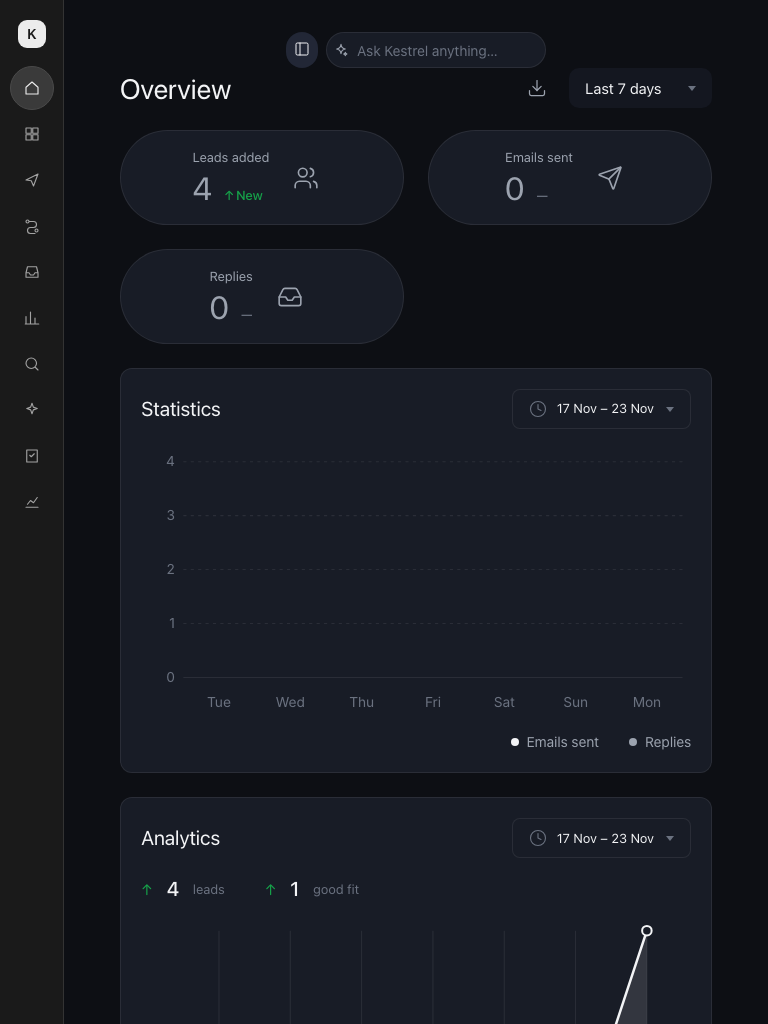 K
Ask Kestrel anything...
Overview
Last 7 days
Leads added
4 ↑ New
Emails sent
0 –
Replies
0 –
Statistics
17 Nov – 23 Nov
4
3
2
1
0
Tue Wed Thu Fri Sat Sun Mon
Emails sent Replies
Analytics
17 Nov – 23 Nov
↑ 4 leads ↑ 1 good fit